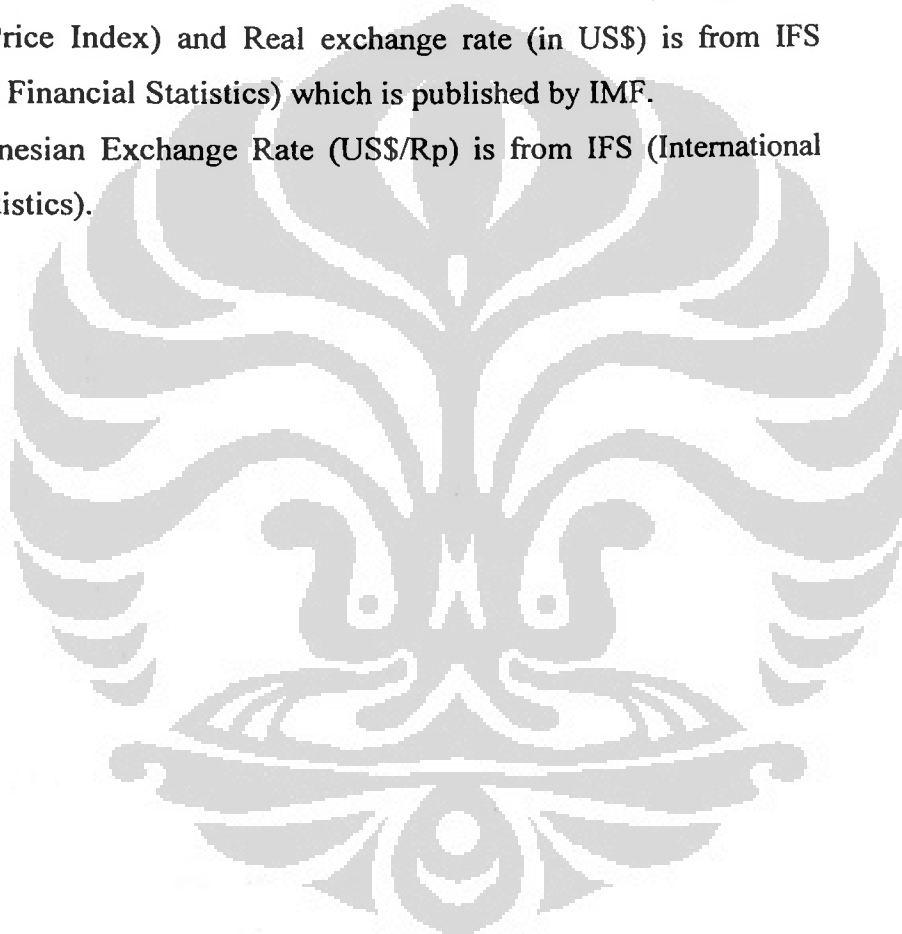 rice Index) and Real exchange rate (in US$) is from IFS
Financial Statistics) which is published by IMF.
nesian Exchange Rate (US$/Rp) is from IFS (International
istics).